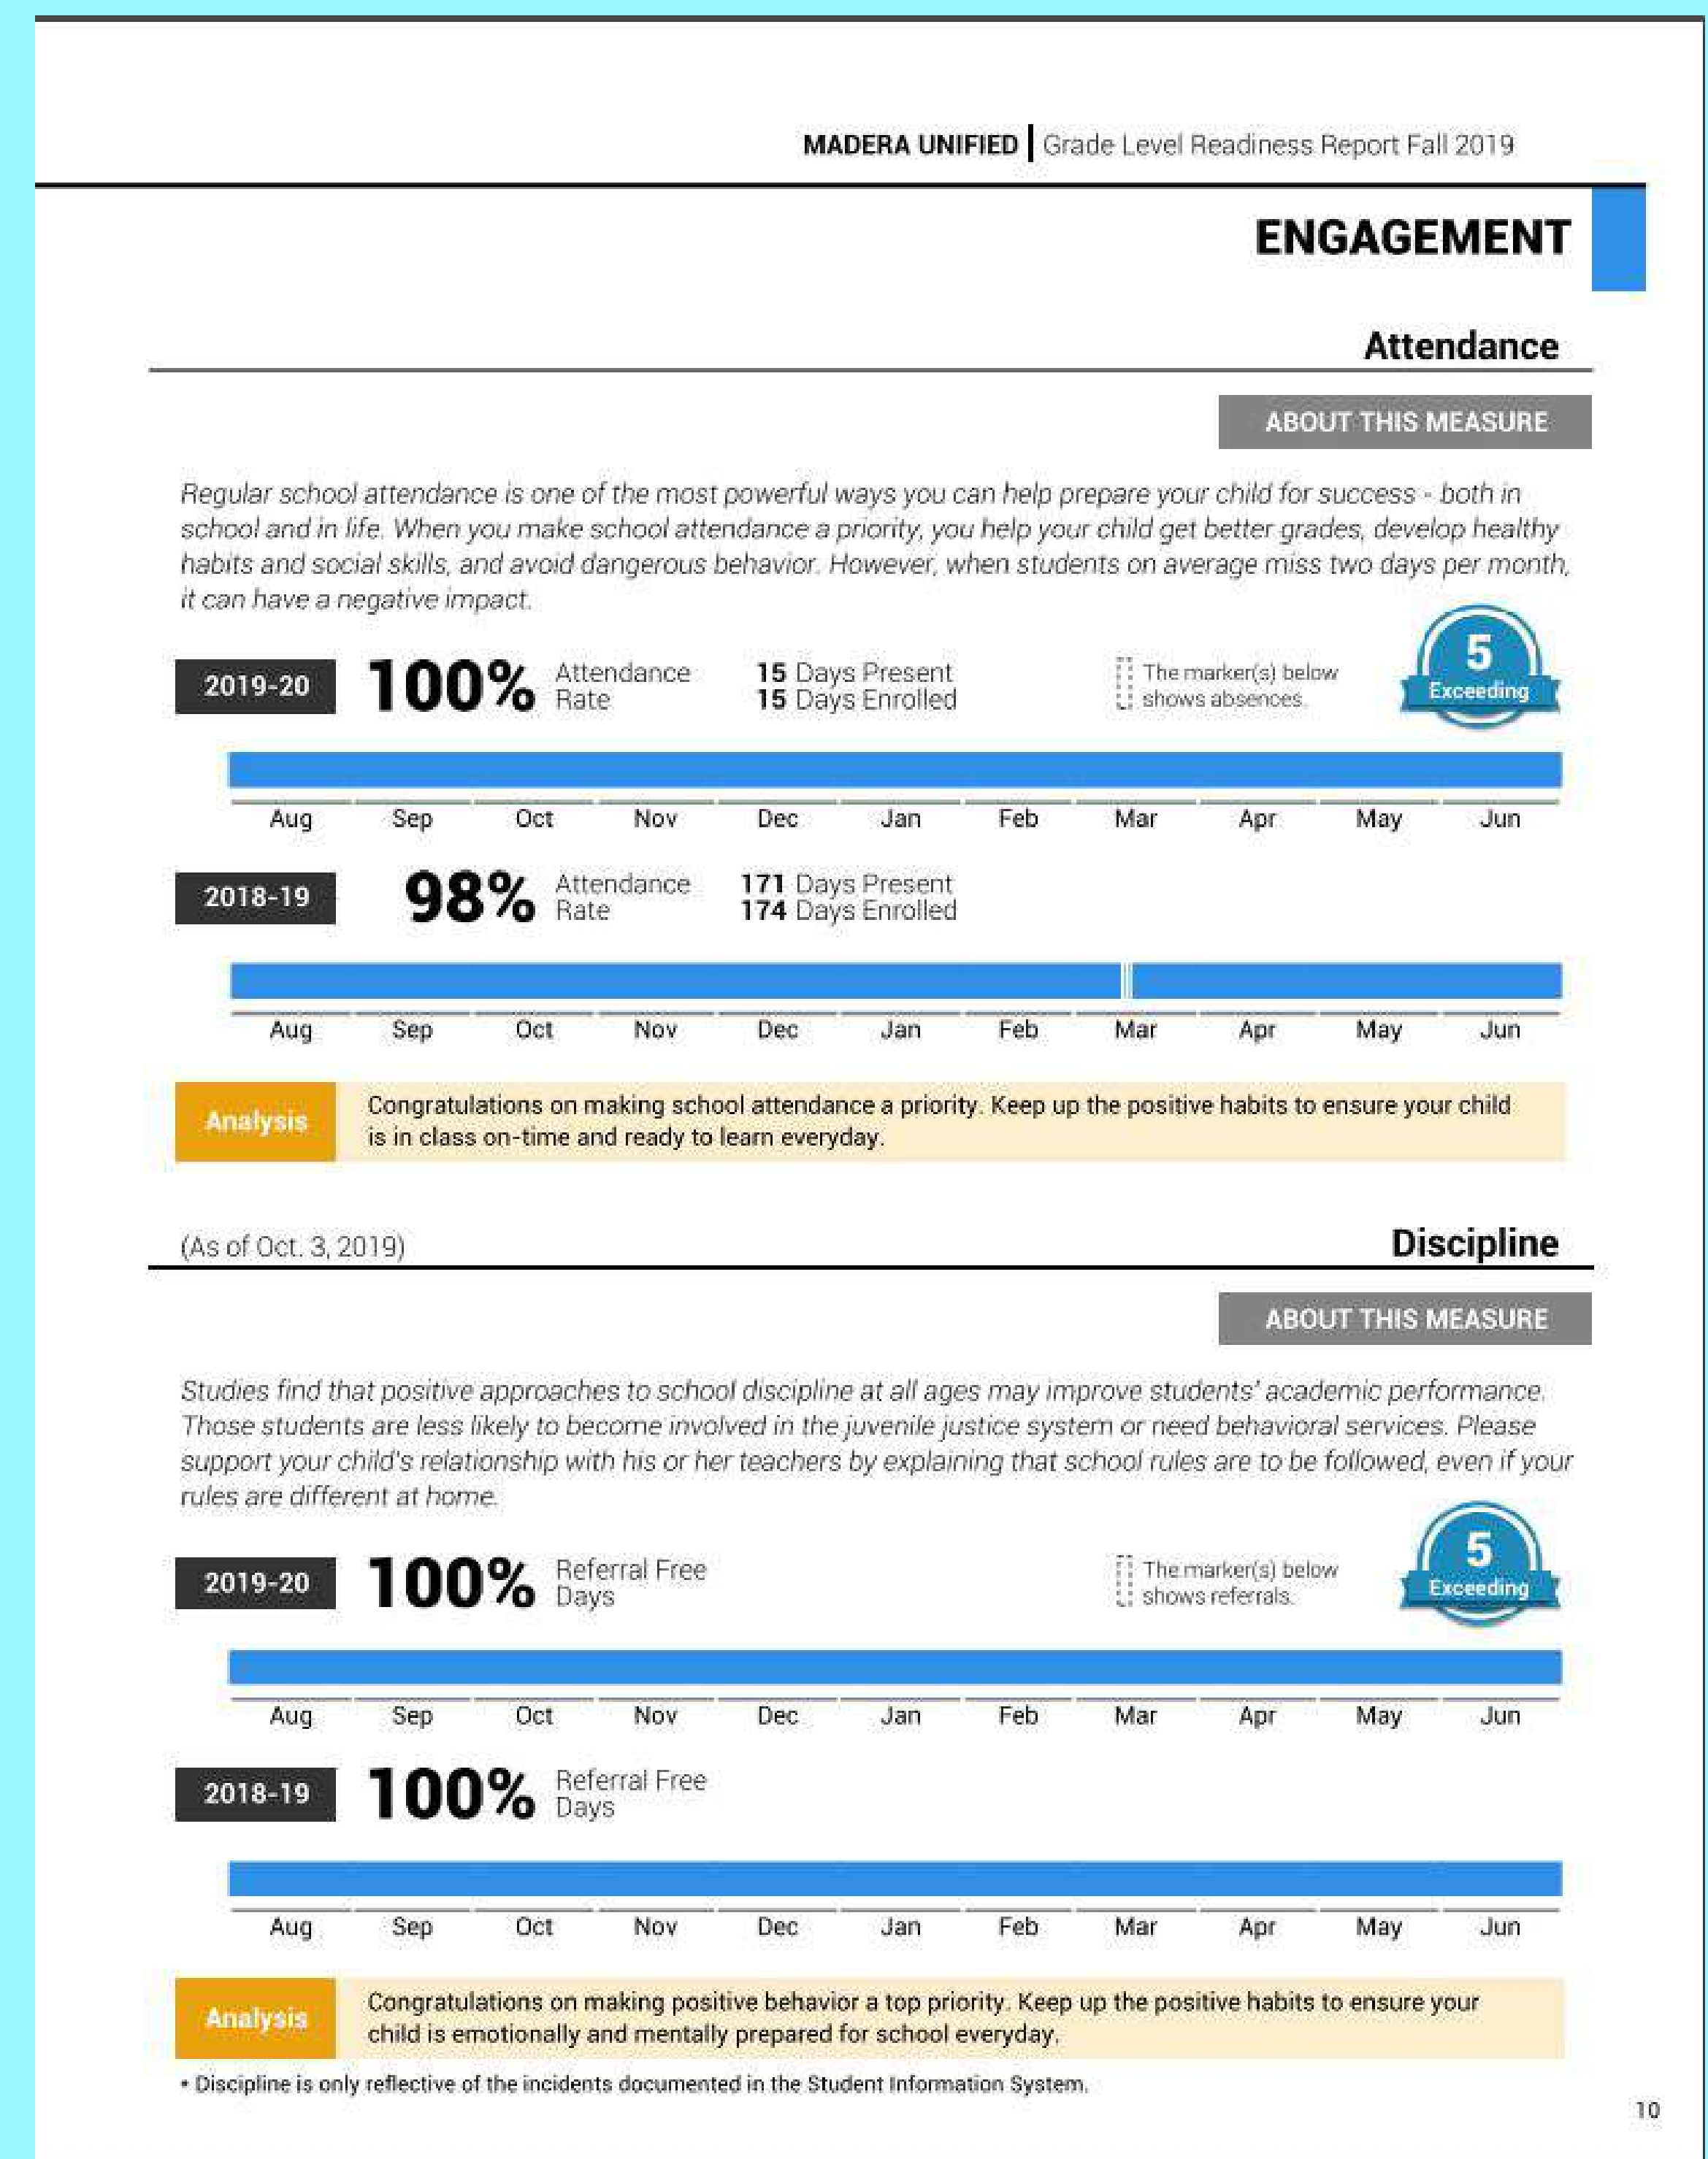 MADERA UNIFIED | Grade Level Readiness Report Fall 2019
ENGAGEMENT
Attendance
ABOUT THIS MEASURE
Regular school attendance is one of the most powerful ways you can help prepare your child for success - both in
school and in life. When you make school attendance a priority, you help your child get better grades, develop healthy
habits and social skills, and avoid dangerous behavior. However, when students on average miss two days per month,
it can have a negative impact.
2019-20 100% Attendance Rate 15 Days Present 15 Days Enrolled The marker(s) below shows absences. 5 Exceeding
Aug Sep Oct Nov Dec Jan Feb Mar Apr May Jun
2018-19 98% Attendance Rate 171 Days Present 174 Days Enrolled
Aug Sep Oct Nov Dec Jan Feb Mar Apr May Jun
Analysis
Congratulations on making school attendance a priority. Keep up the positive habits to ensure your child
is in class on-time and ready to learn everyday.
(As of Oct. 3, 2019)
Discipline
ABOUT THIS MEASURE
Studies find that positive approaches to school discipline at all ages may improve students' academic performance.
Those students are less likely to become involved in the juvenile justice system or need behavioral services. Please
support your child's relationship with his or her teachers by explaining that school rules are to be followed, even if your
rules are different at home.
2019-20 100% Referral Free Days The marker(s) below shows referrals. 5 Exceeding
Aug Sep Oct Nov Dec Jan Feb Mar Apr May Jun
2018-19 100% Referral Free Days
Aug Sep Oct Nov Dec Jan Feb Mar Apr May Jun
Analysis
Congratulations on making positive behavior a top priority. Keep up the positive habits to ensure your
child is emotionally and mentally prepared for school everyday.
* Discipline is only reflective of the incidents documented in the Student Information System.
10